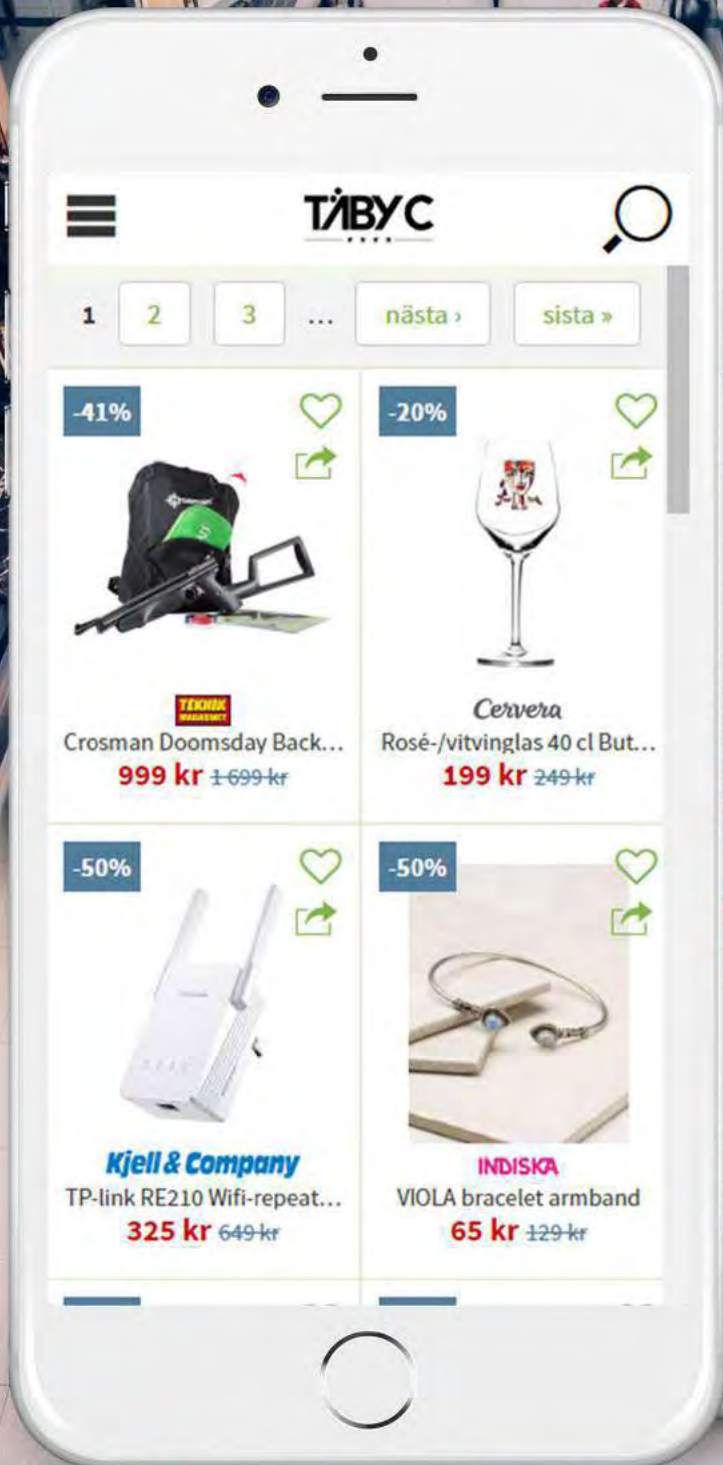 TÄBY C
1 2 3 ... nästa › sista »
-41%
-20%
TEKNIK
MAGASINET
Cervera
Crosman Doomsday Back...
Rosé-/vitvinglas 40 cl But...
999 kr 1 699 kr
199 kr 249 kr
-50%
-50%
Kjell & Company
INDISKA
TP-link RE210 Wifi-repeat...
VIOLA bracelet armband
325 kr 649 kr
65 kr 129 kr